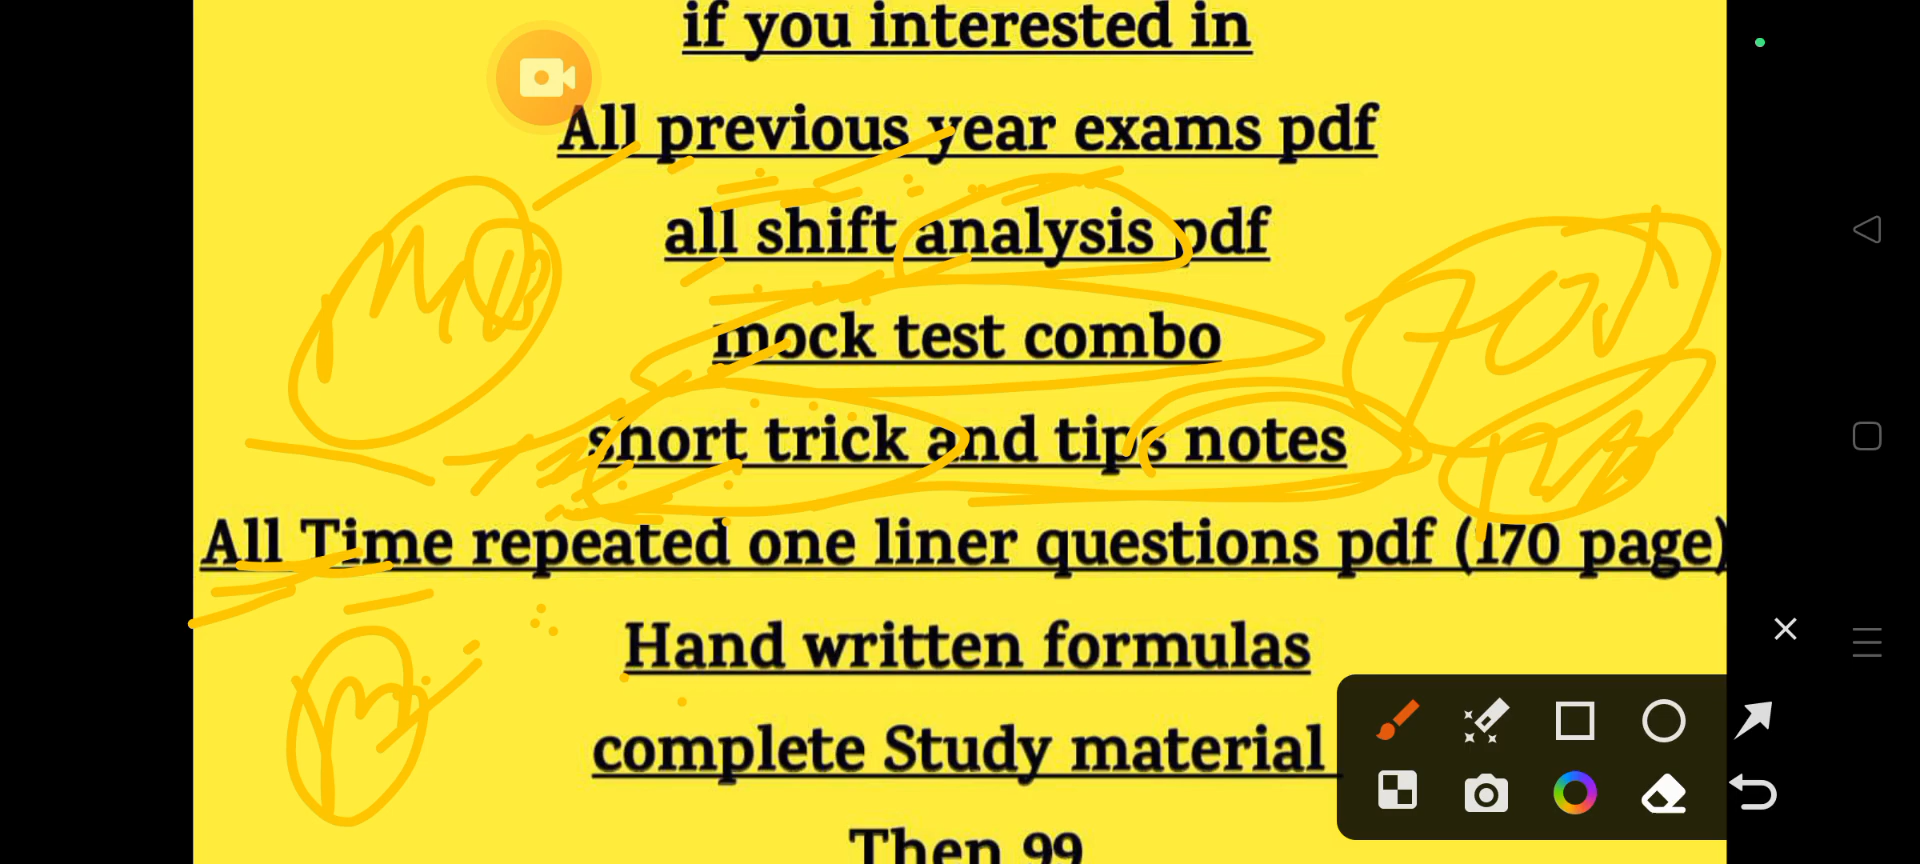 if you interested in
All previous year exams pdf
all shift analysis pdf
mock test combo
short trick and tips notes
All Time repeated one liner questions pdf (170 page)
Hand written formulas
complete Study material
Then 99